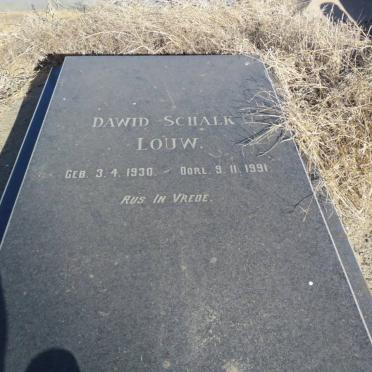 DAWID SCHALK
LOUW.
GEB. 3. 4. 1930. - OORL. 9. 11. 1991.
RUS IN VREDE.